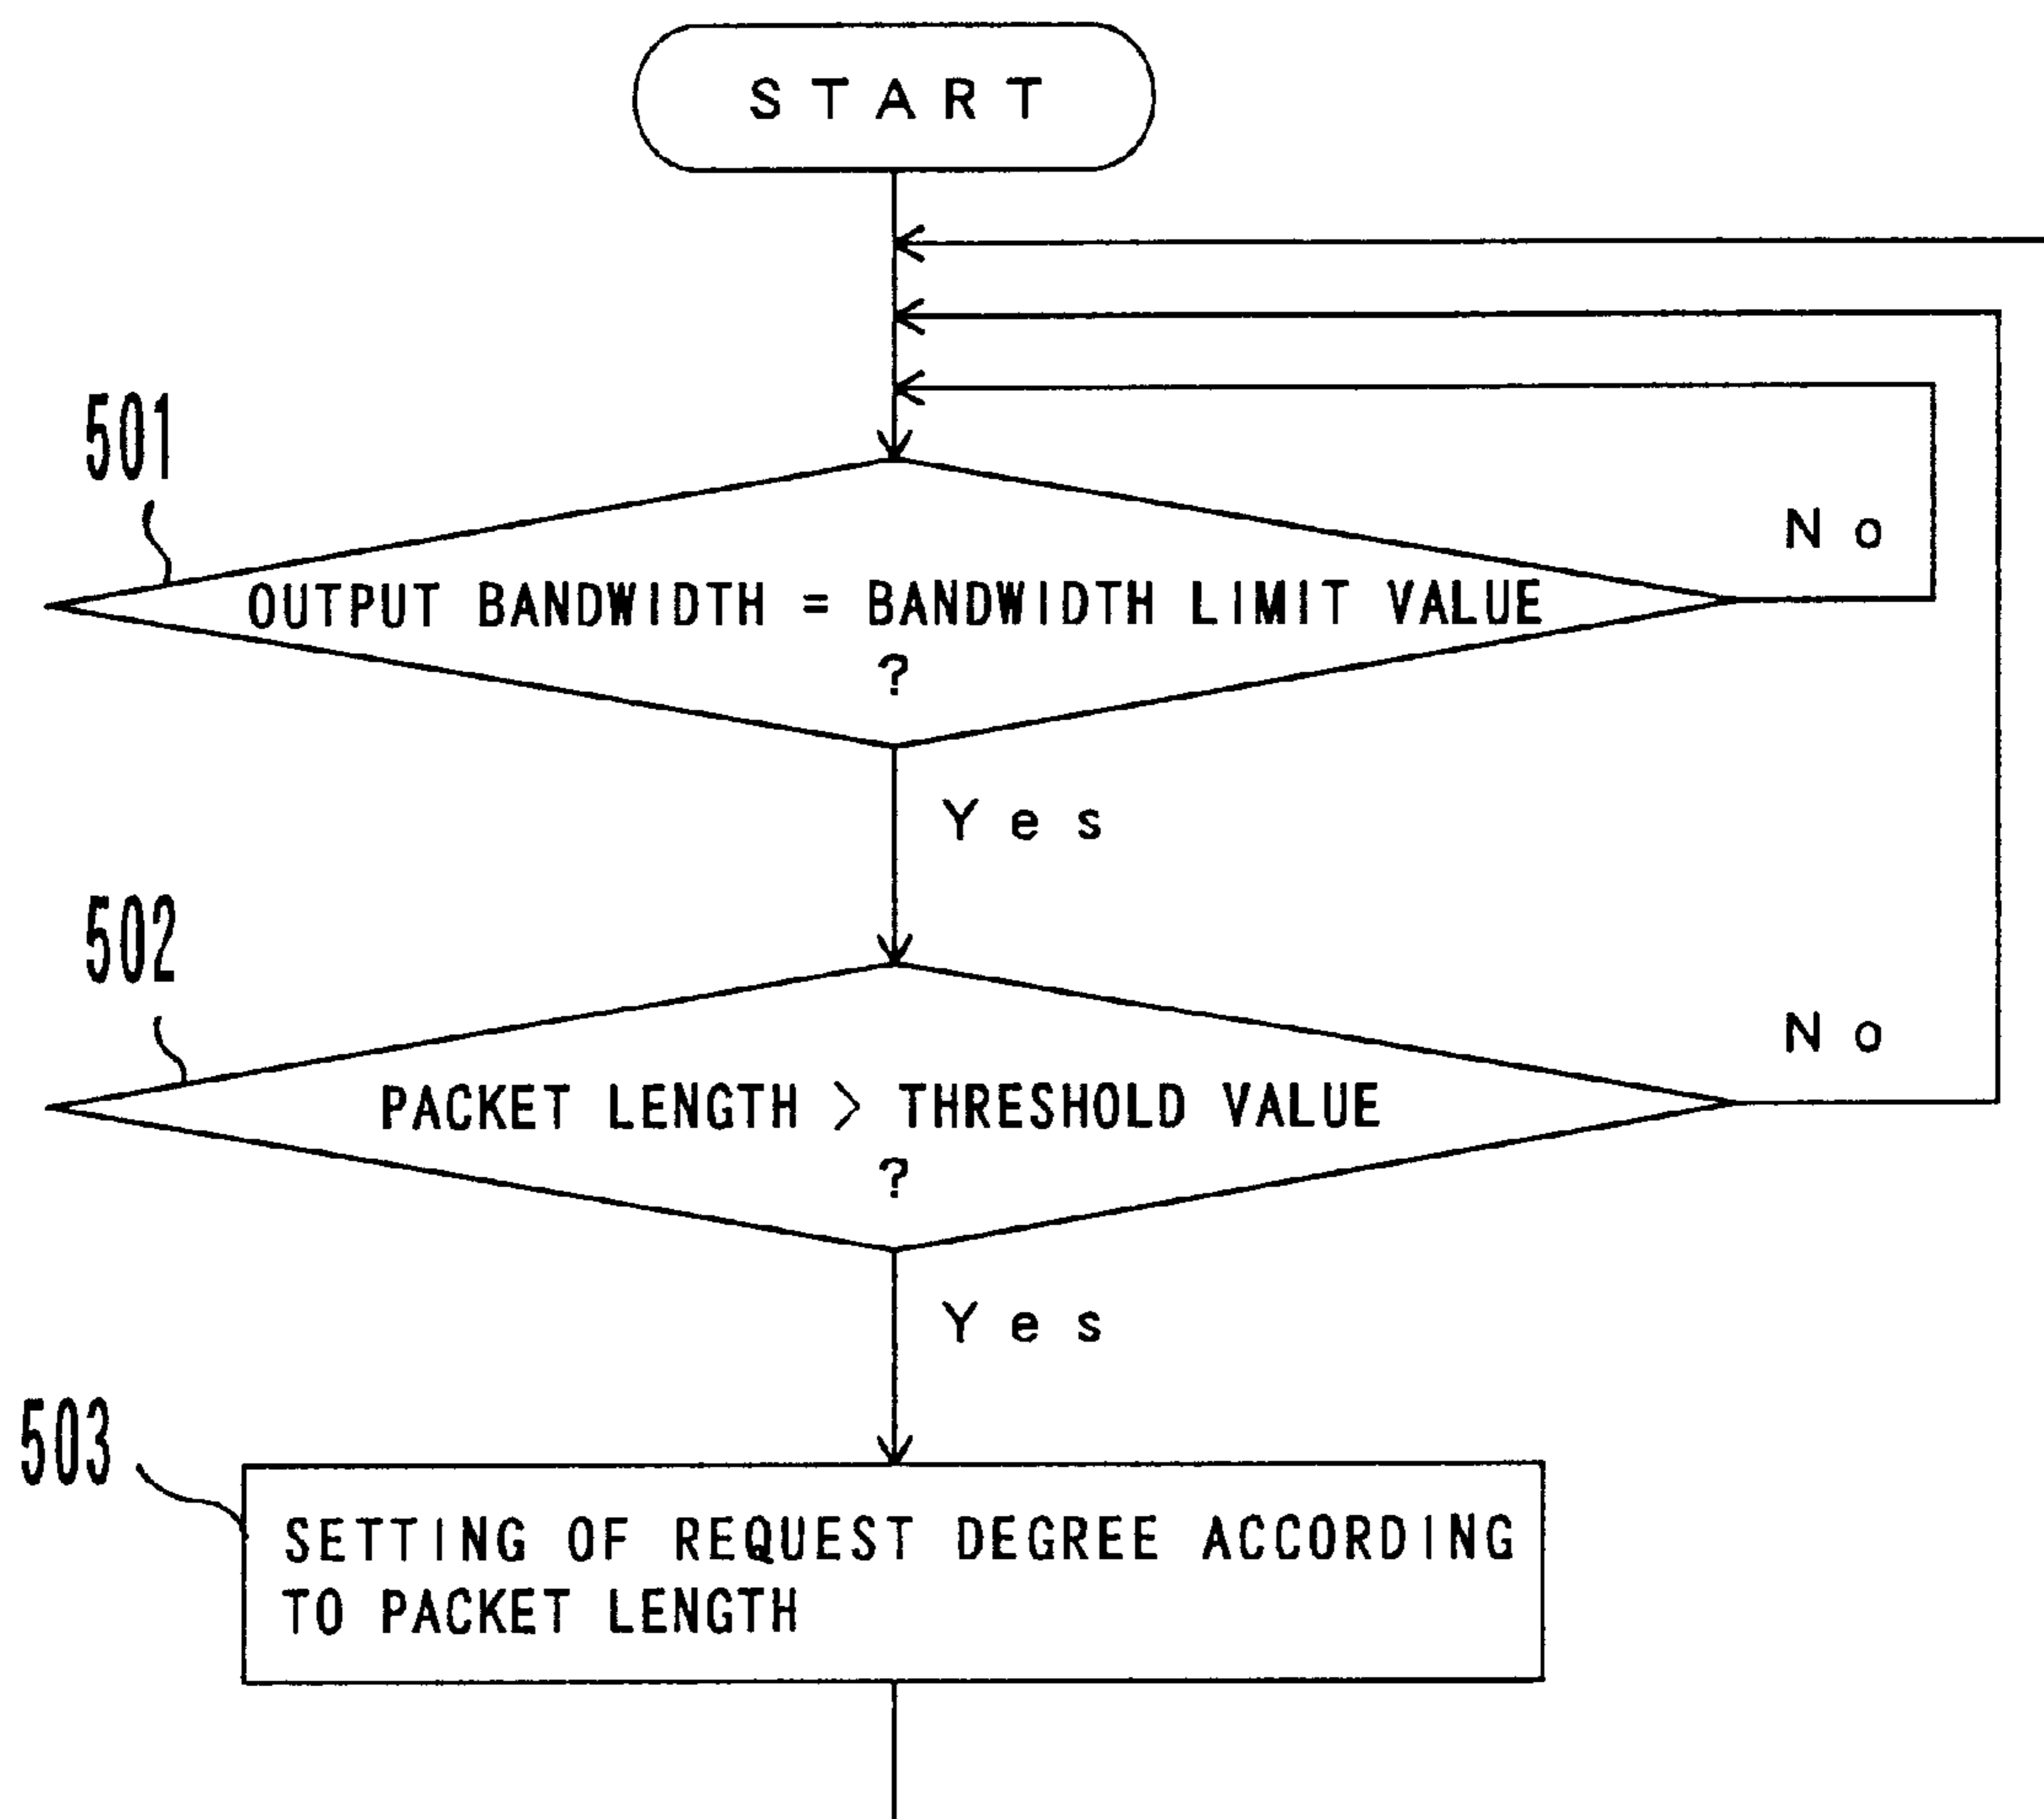 START
501
No
OUTPUT BANDWIDTH = BANDWIDTH LIMIT VALUE
?
Yes
502
No
PACKET LENGTH > THRESHOLD VALUE
?
Yes
503
SETTING OF REQUEST DEGREE ACCORDING
TO PACKET LENGTH